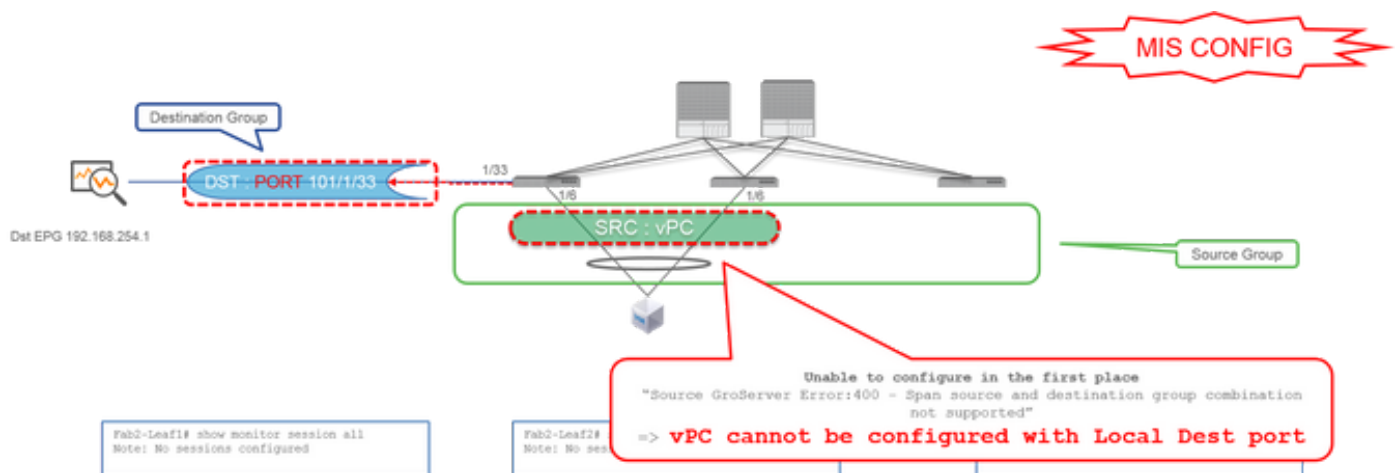 MIS CONFIG
Destination Group
DST : PORT 101/1/33
1/33
1/6
1/6
Dst EPG 192.168.254.1
SRC : vPC
Source Group
Unable to configure in the first place
"Source GroServer Error:400 - Span source and destination group combination
not supported"
=> vPC cannot be configured with Local Dest port
Fab2-Leaf1# show monitor session all
Note: No sessions configured
Fab2-Leaf2#
Note: No ses